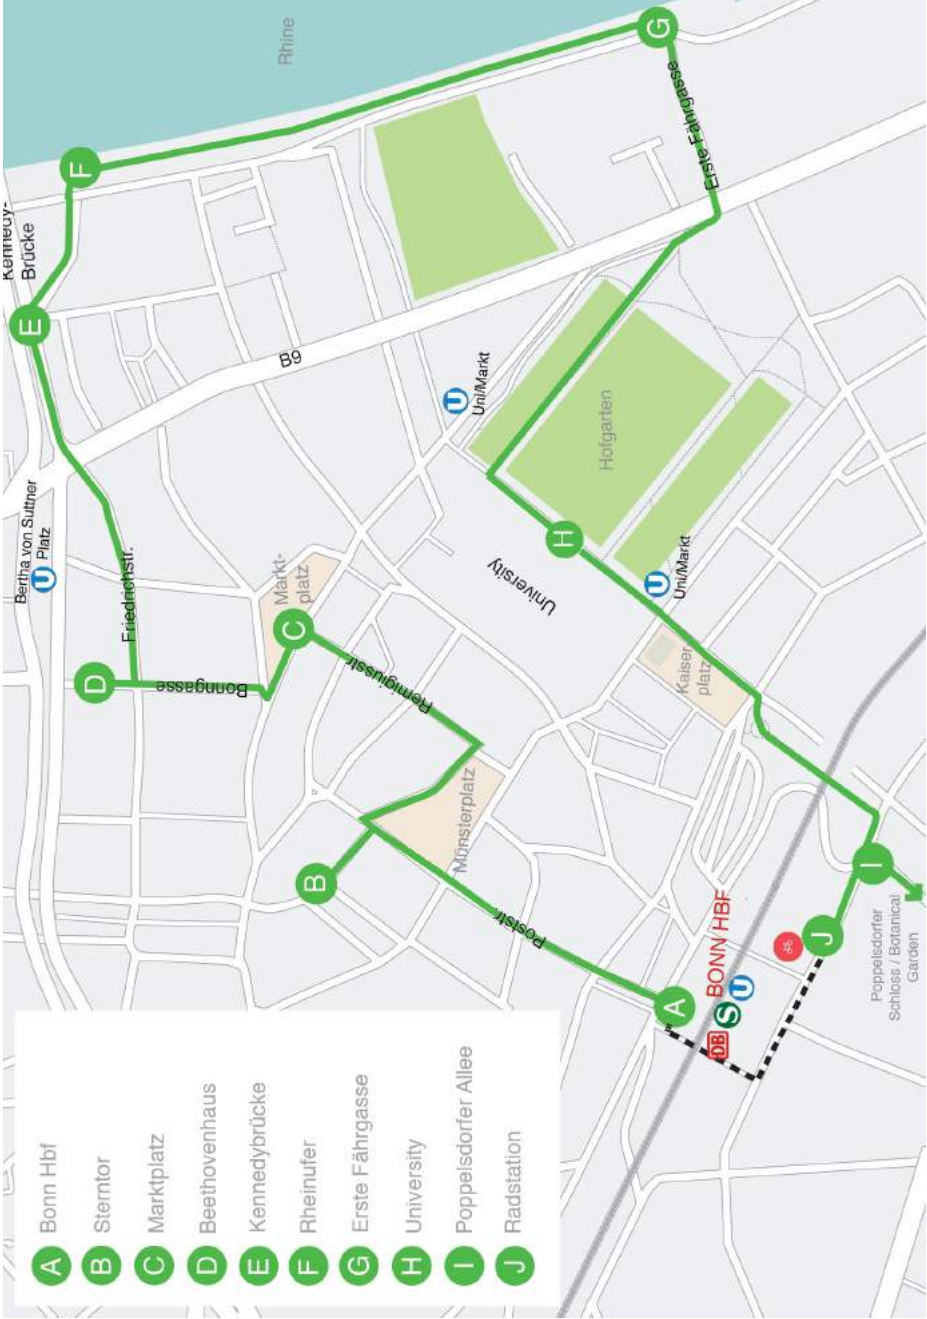 A Bonn Hbf
B Sterntor
C Marktplatz
D Beethovenhaus
E Kennedybrücke
F Rheinufer
G Erste Fährgasse
H University
I Poppelsdorfer Allee
J Radstation
Kennedy-
Brücke
Rhine
E
F
G
Bertha von Suttner
Platz
U
B9
Friedrichstr.
D
Bonngasse
Markt-
platz
C
Remigiusstr
B
Münsterplatz
Poststr.
A
U
Uni/Markt
Erste Fährgasse
Hofgarten
H
University
U
Uni/Markt
Kaiser
platz
BONN HBF
DB
S
U
J
I
Poppelsdorfer
Schloss / Botanical
Garden